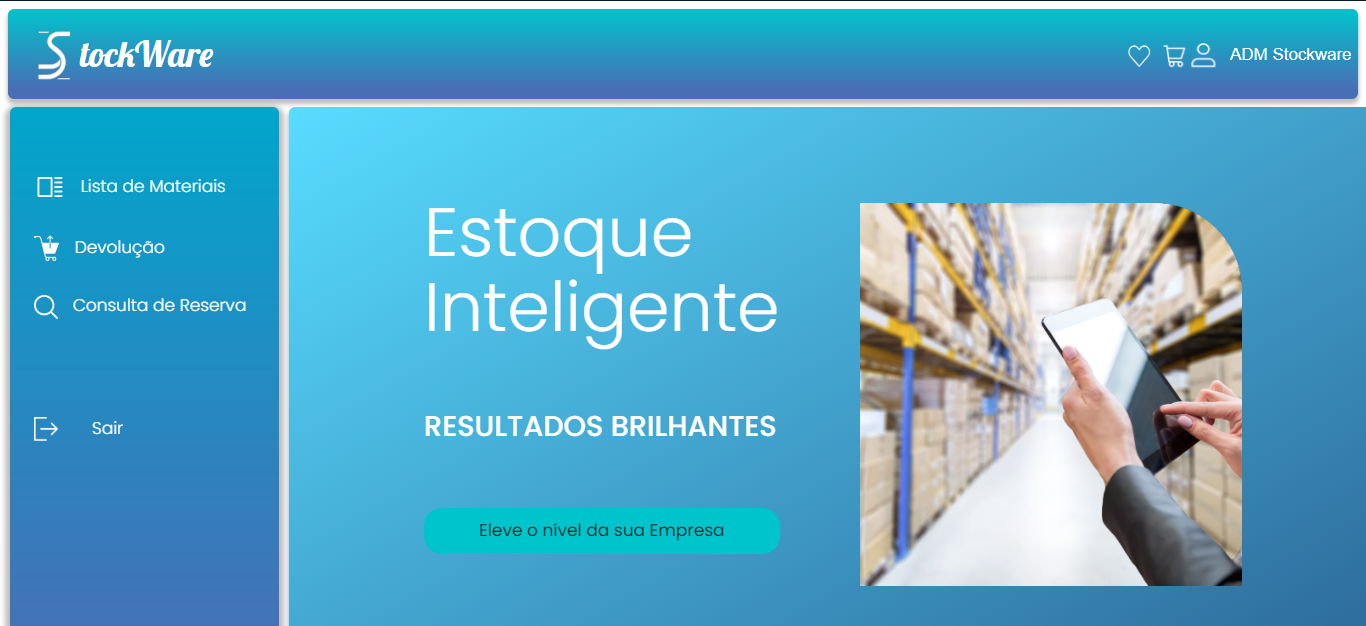 StockWare
ADM Stockware
Lista de Materiais
Devolução
Consulta de Reserva
Sair
Estoque
Inteligente
RESULTADOS BRILHANTES
Eleve o nível da sua Empresa